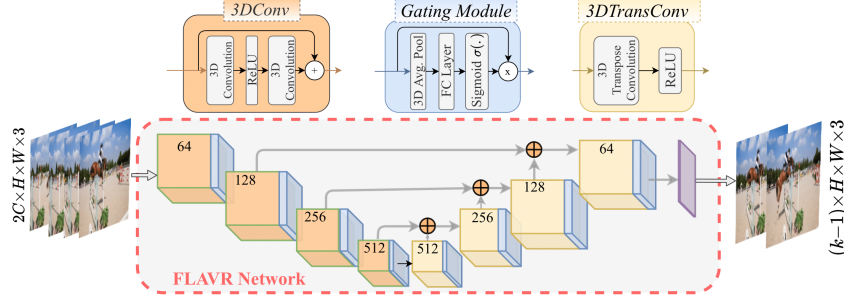 3DConv
3D
Convolution
ReLU
3D
Convolution
+
Gating Module
3D Avg. Pool
FC Layer
Sigmoid σ(.)
x
3DTransConv
3D
Transpose
Convolution
ReLU
2C×H×W×3
64
128
256
512
512
256
128
64
(k−1)×H×W×3
FLAVR Network